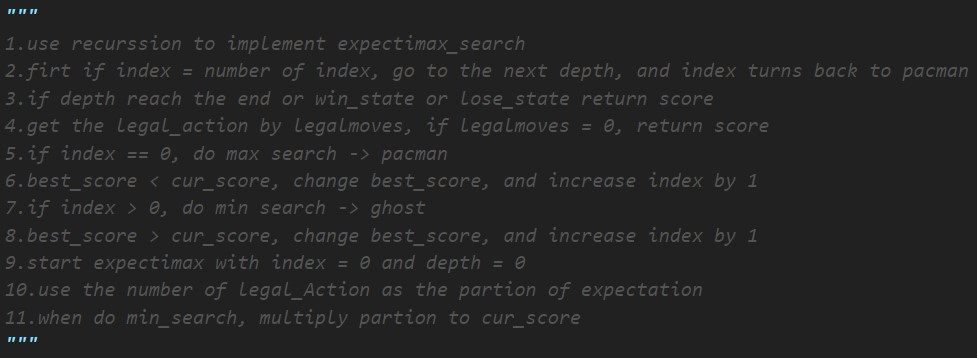 """
1.use recurssion to implement expectimax_search
2.firt if index = number of index, go to the next depth, and index turns back to pacman
3.if depth reach the end or win_state or lose_state return score
4.get the legal_action by legalmoves, if legalmoves = 0, return score
5.if index == 0, do max search -> pacman
6.best_score < cur_score, change best_score, and increase index by 1
7.if index > 0, do min search -> ghost
8.best_score > cur_score, change best_score, and increase index by 1
9.start expectimax with index = 0 and depth = 0
10.use the number of legal_Action as the partion of expectation
11.when do min_search, multiply partion to cur_score
"""